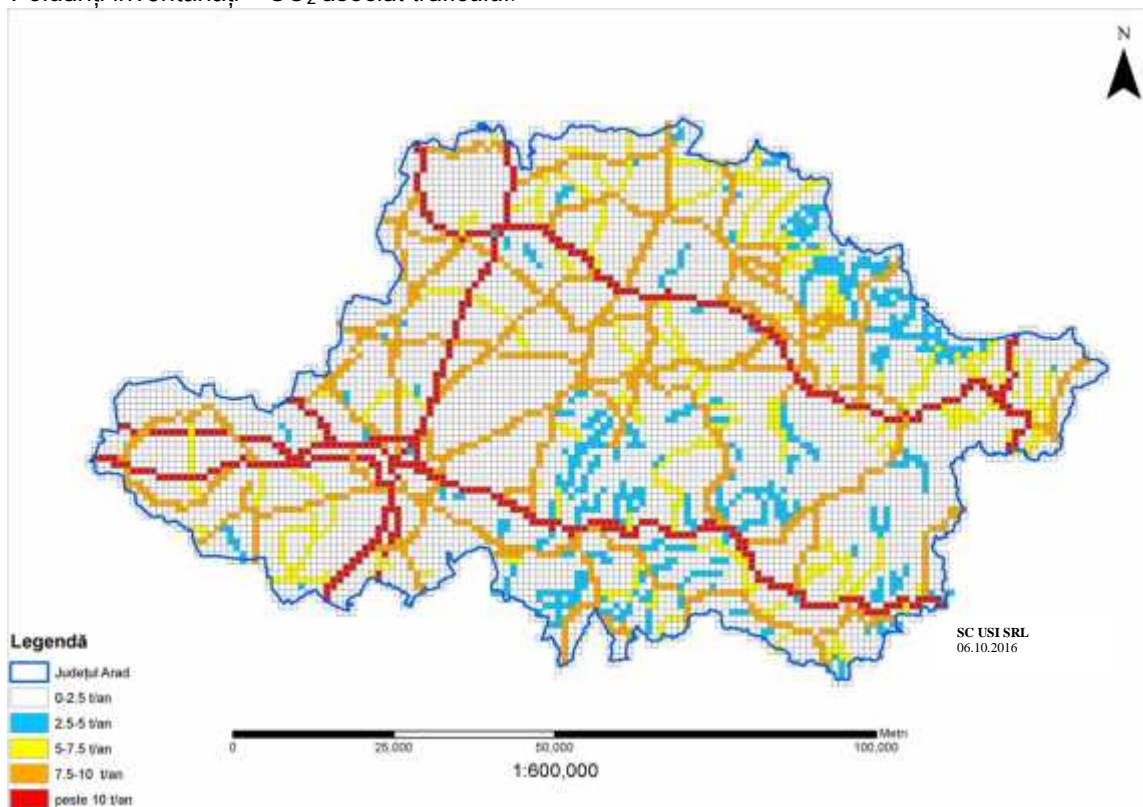 N
SC USI SRL
06.10.2016
Legendă
Județul Arad
0-2.5 t/an
2.5-5 t/an
5-7.5 t/an
7.5-10 t/an
peste 10 t/an
0 25,000 50,000 100,000 Metri
1:600,000